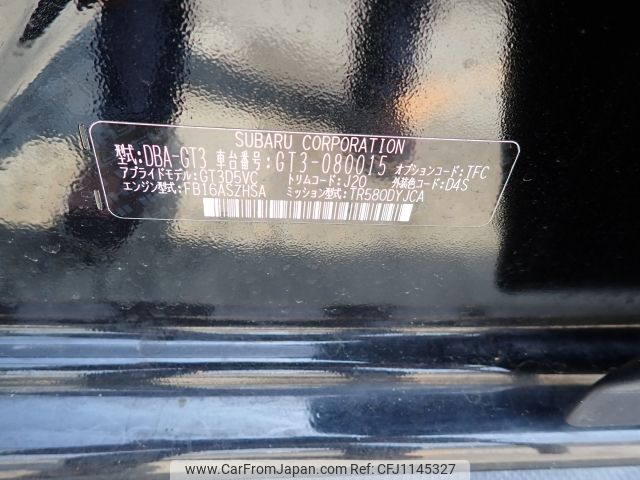 SUBARU CORPORATION
型式:DBA-GT3 車台番号:GT3-080015 オプションコード:TFC
アプライドモデル:GT3D5VC トリムコード:J20 外装色コード:D4S
エンジン型式:FB16ASZHSA ミッション型式:TR580DYJCA
www.CarFromJapan.com | Car Ref No. CFJ1145327